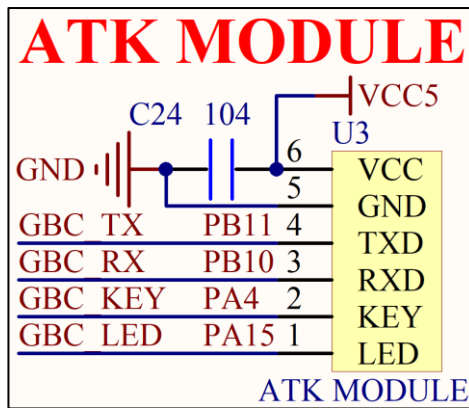 ATK MODULE
C24 104 VCC5
U3
GND 6 VCC
5 GND
GBC_TX PB11 4 TXD
GBC_RX PB10 3 RXD
GBC_KEY PA4 2 KEY
GBC_LED PA15 1 LED
ATK MODULE